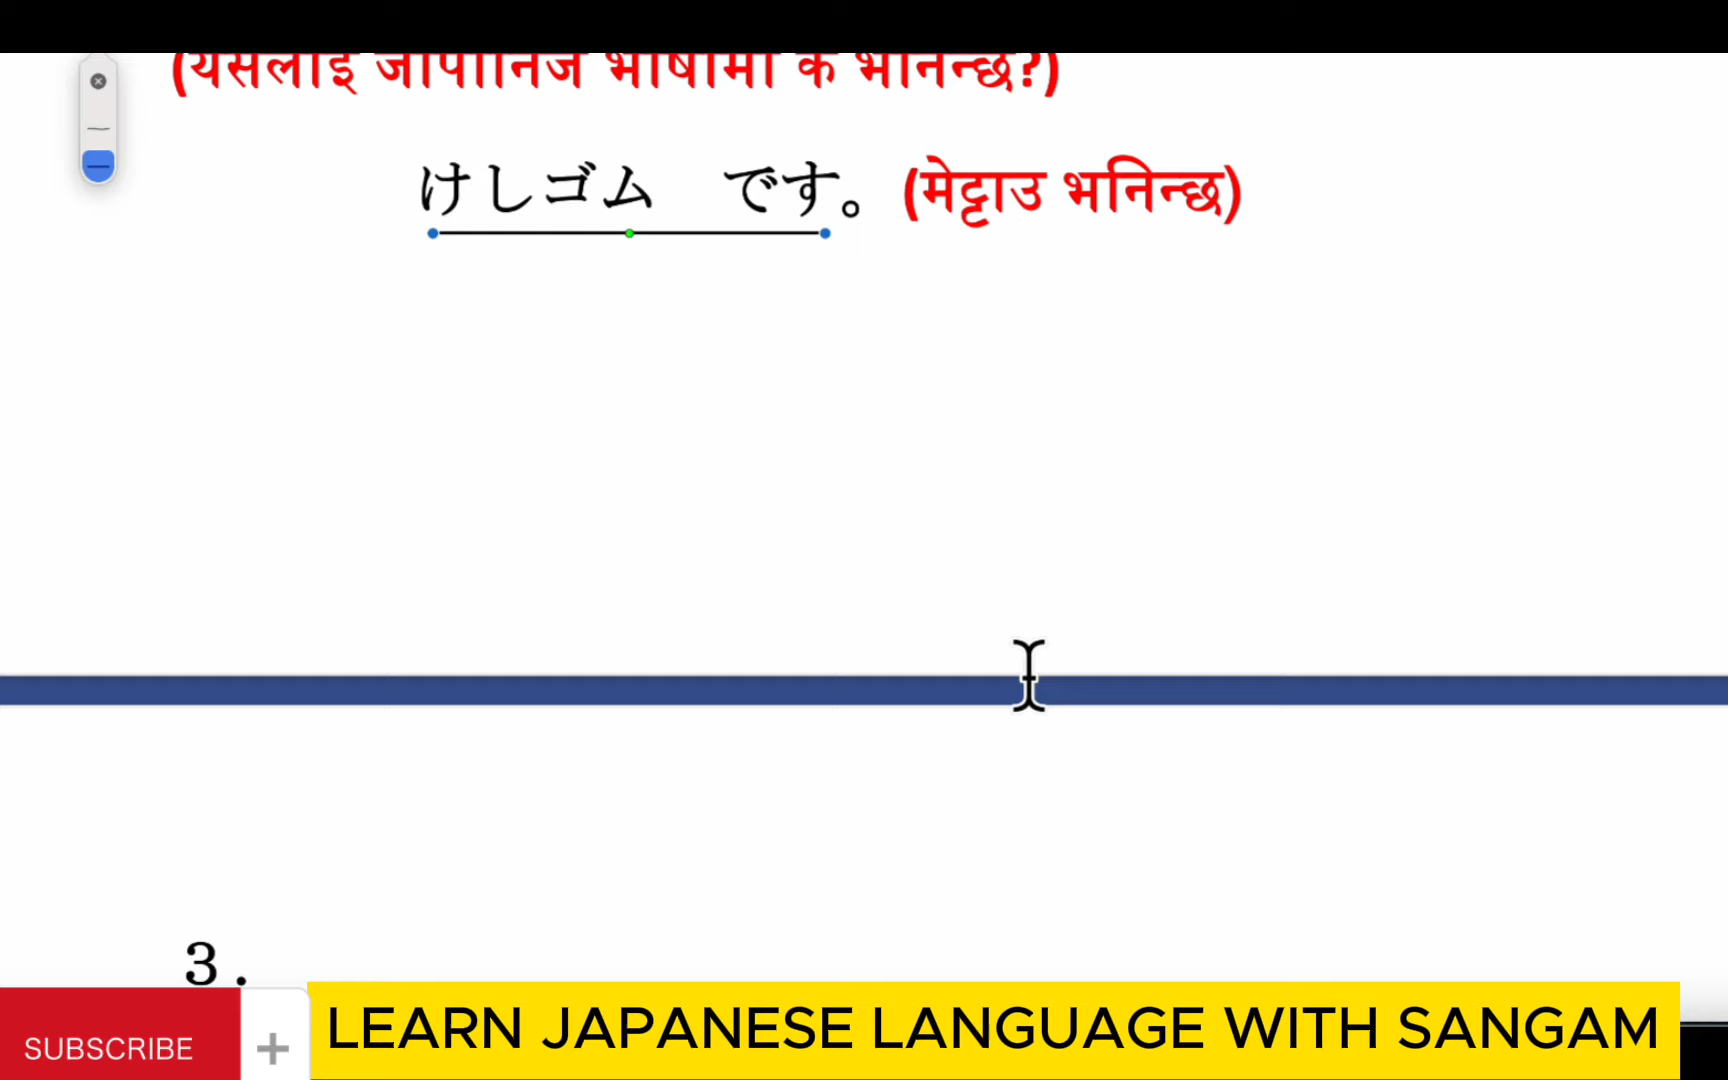 (यसलाई जापानिज भाषामा के भनिन्छ?)
けしゴム　です。(मेट्टाउ भनिन्छ)
3.
SUBSCRIBE +
LEARN JAPANESE LANGUAGE WITH SANGAM